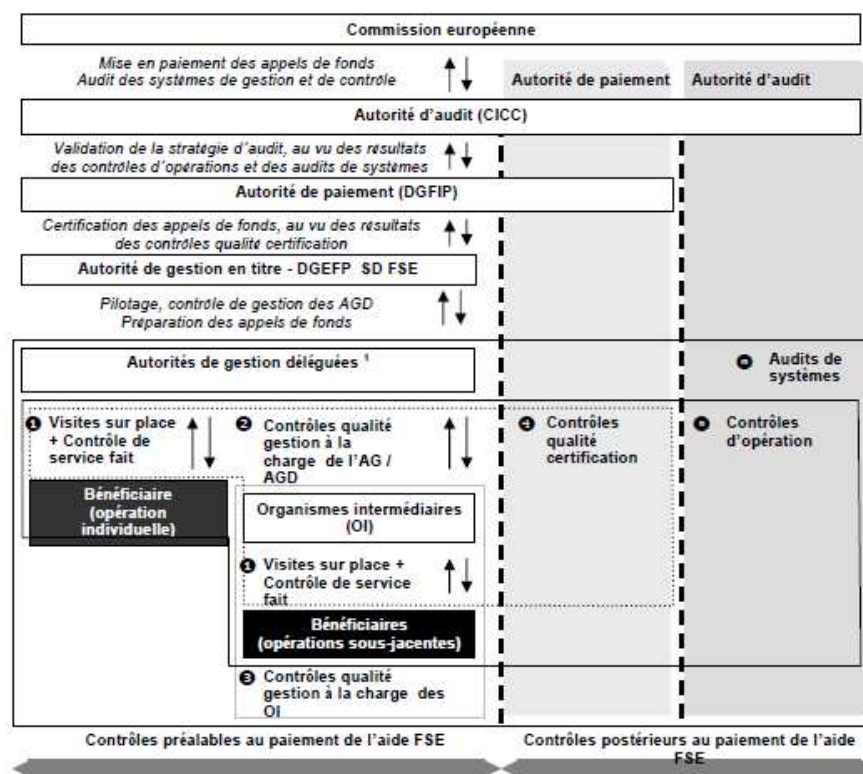 Commission européenne
Mise en paiement des appels de fonds
Audit des systèmes de gestion et de contrôle
Autorité de paiement
Autorité d'audit
Autorité d'audit (CICC)
Validation de la stratégie d'audit, au vu des résultats
des contrôles d'opérations et des audits de systèmes
Autorité de paiement (DGFIP)
Certification des appels de fonds, au vu des résultats
des contrôles qualité certification
Autorité de gestion en titre - DGEFP SD FSE
Pilotage, contrôle de gestion des AGD
Préparation des appels de fonds
Autorités de gestion déléguées 1
Audits de
systèmes
❶ Visites sur place
+ Contrôle de
service fait
❷ Contrôles qualité
gestion à la
charge de l'AG /
AGD
❹ Contrôles
qualité
certification
Contrôles
d'opération
Bénéficiaire
(opération
individuelle)
Organismes intermédiaires
(OI)
❶ Visites sur place +
Contrôle de service
fait
Bénéficiaires
(opérations sous-jacentes)
❸ Contrôles qualité
gestion à la charge des
OI
Contrôles préalables au paiement de l'aide FSE
Contrôles postérieurs au paiement de l'aide
FSE